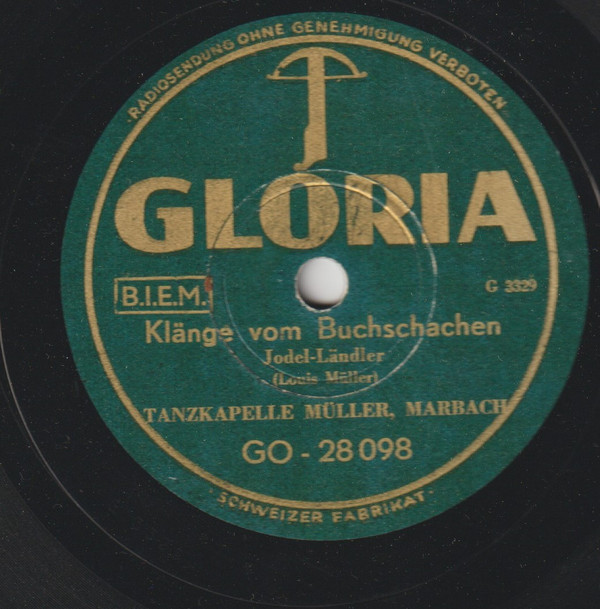 RADIOSENDUNG OHNE GENEHMIGUNG VERBOTEN
GLORIA
B.I.E.M.
G 3329
Klänge vom Buchschachen
Jodel-Ländler
(Louis Müller)
TANZKAPELLE MÜLLER, MARBACH
GO - 28 098
· SCHWEIZER FABRIKAT ·